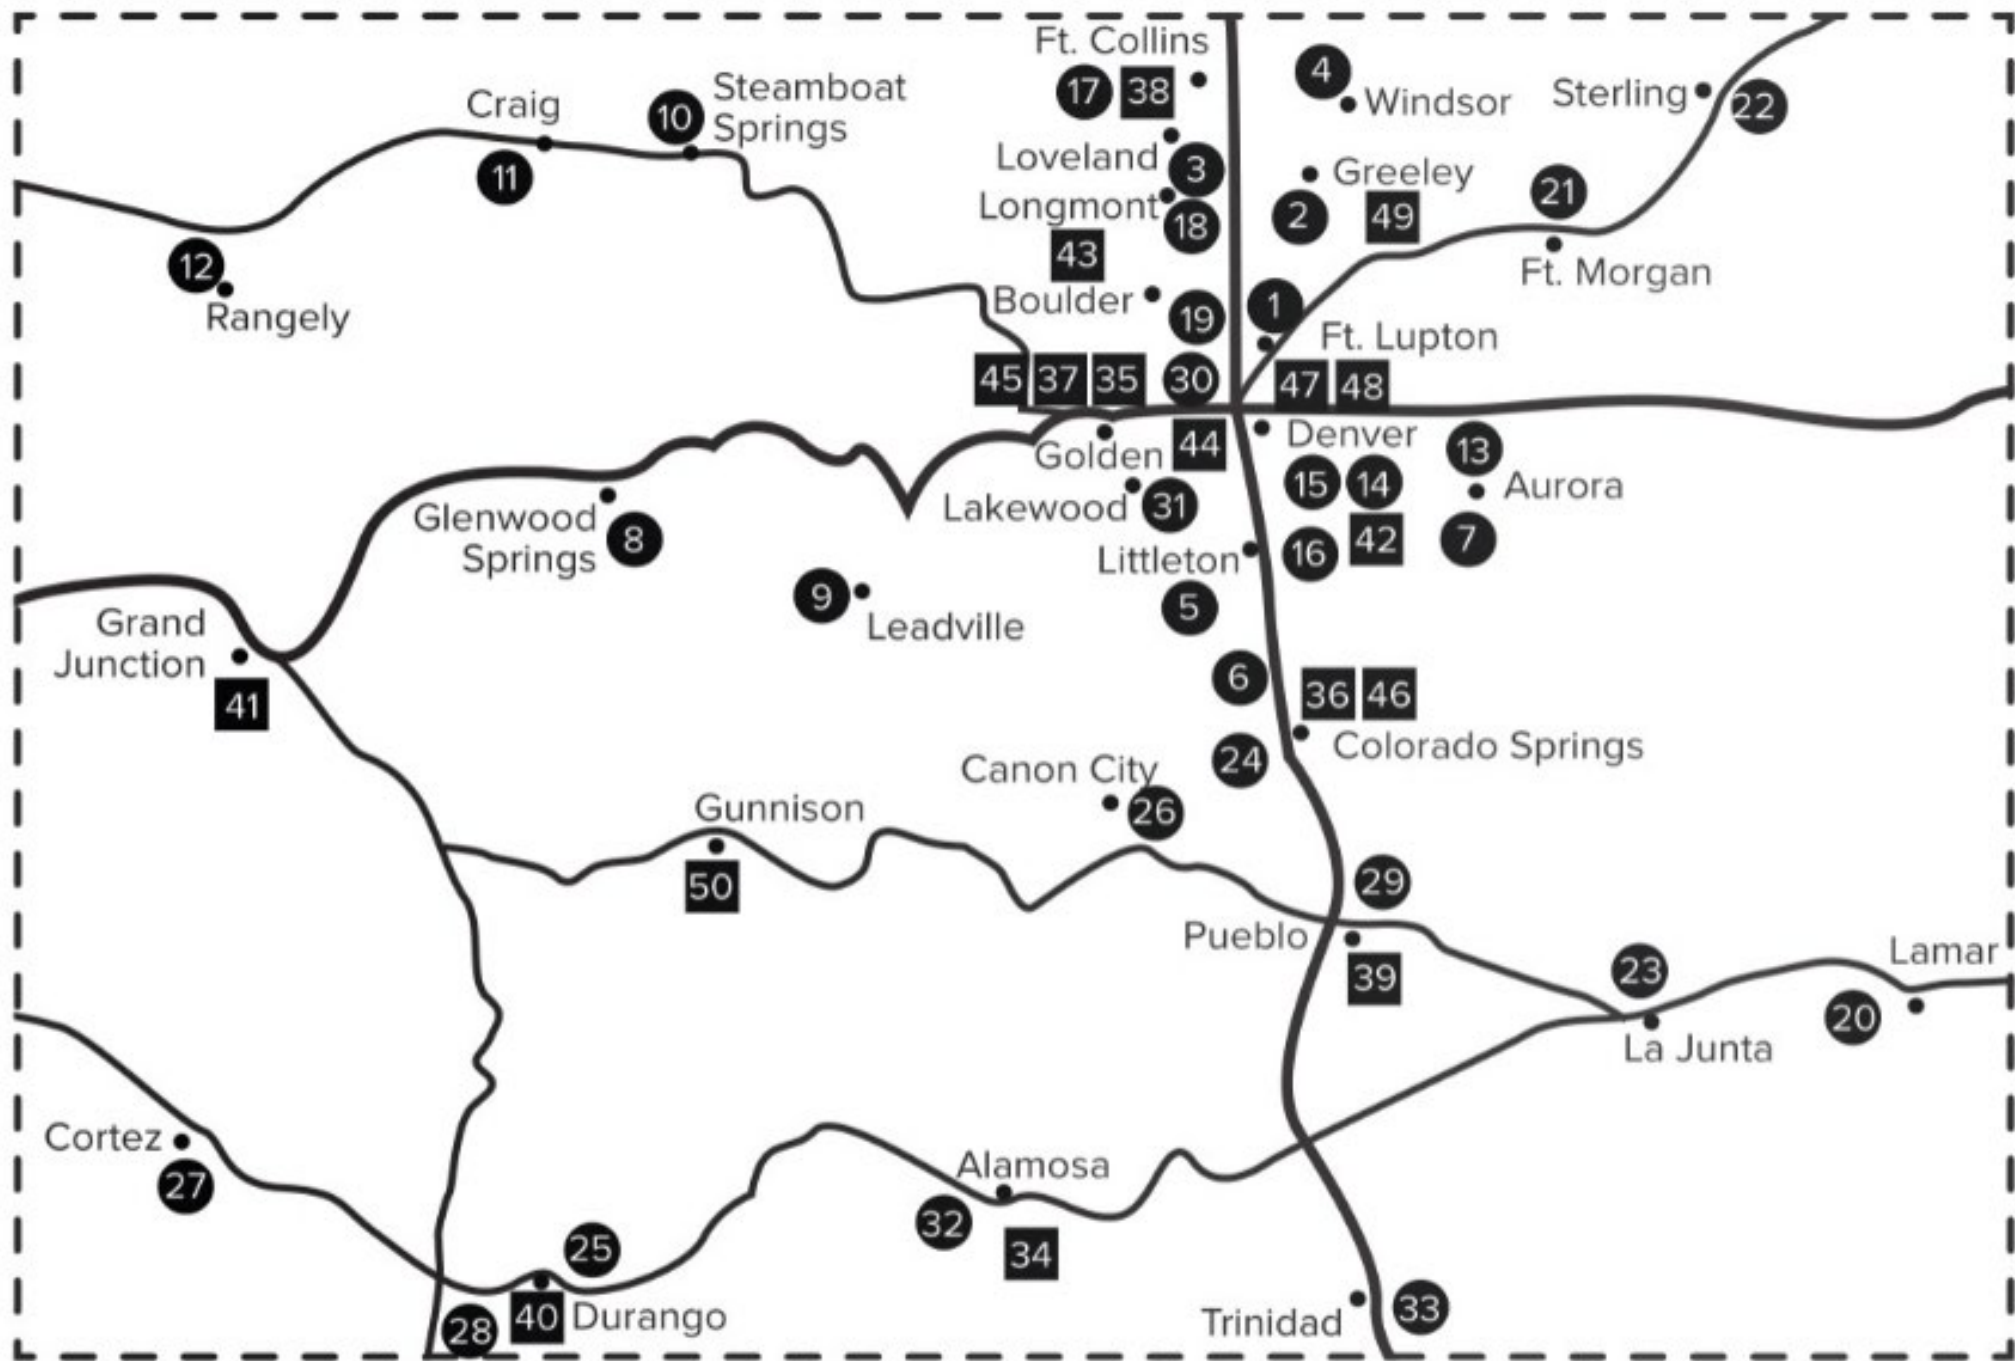 Ft. Collins
17 38
4
Windsor
Sterling
22
Craig
10
Steamboat
Springs
11
Loveland
3
Greeley
2
49
21
Longmont
18
43
Ft. Morgan
12
Rangely
Boulder
19
1
Ft. Lupton
45 37 35 30
47 48
Golden
44
Denver
13
15 14
Aurora
Lakewood
31
Glenwood
Springs
8
Littleton
16
42
7
9
Leadville
5
Grand
Junction
41
6
36 46
Colorado Springs
24
Canon City
26
Gunnison
50
29
Pueblo
39
23
La Junta
Lamar
20
Cortez
27
Alamosa
32
34
25
28
40
Durango
Trinidad
33